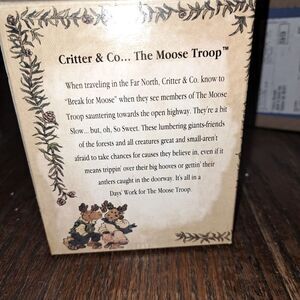 Critter & Co... The Moose Troop™
When traveling in the Far North, Critter & Co. know to
"Break for Moose" when they see members of The Moose
Troop sauntering towards the open highway. They're a bit
Slow... but, oh, So Sweet. These lumbering giants-friends
of the forests and all creatures great and small-aren't
afraid to take chances for causes they believe in, even if it
means trippin' over their big hooves or gettin' their
antlers caught in the doorway. It's all in a
Days' Work for The Moose Troop.